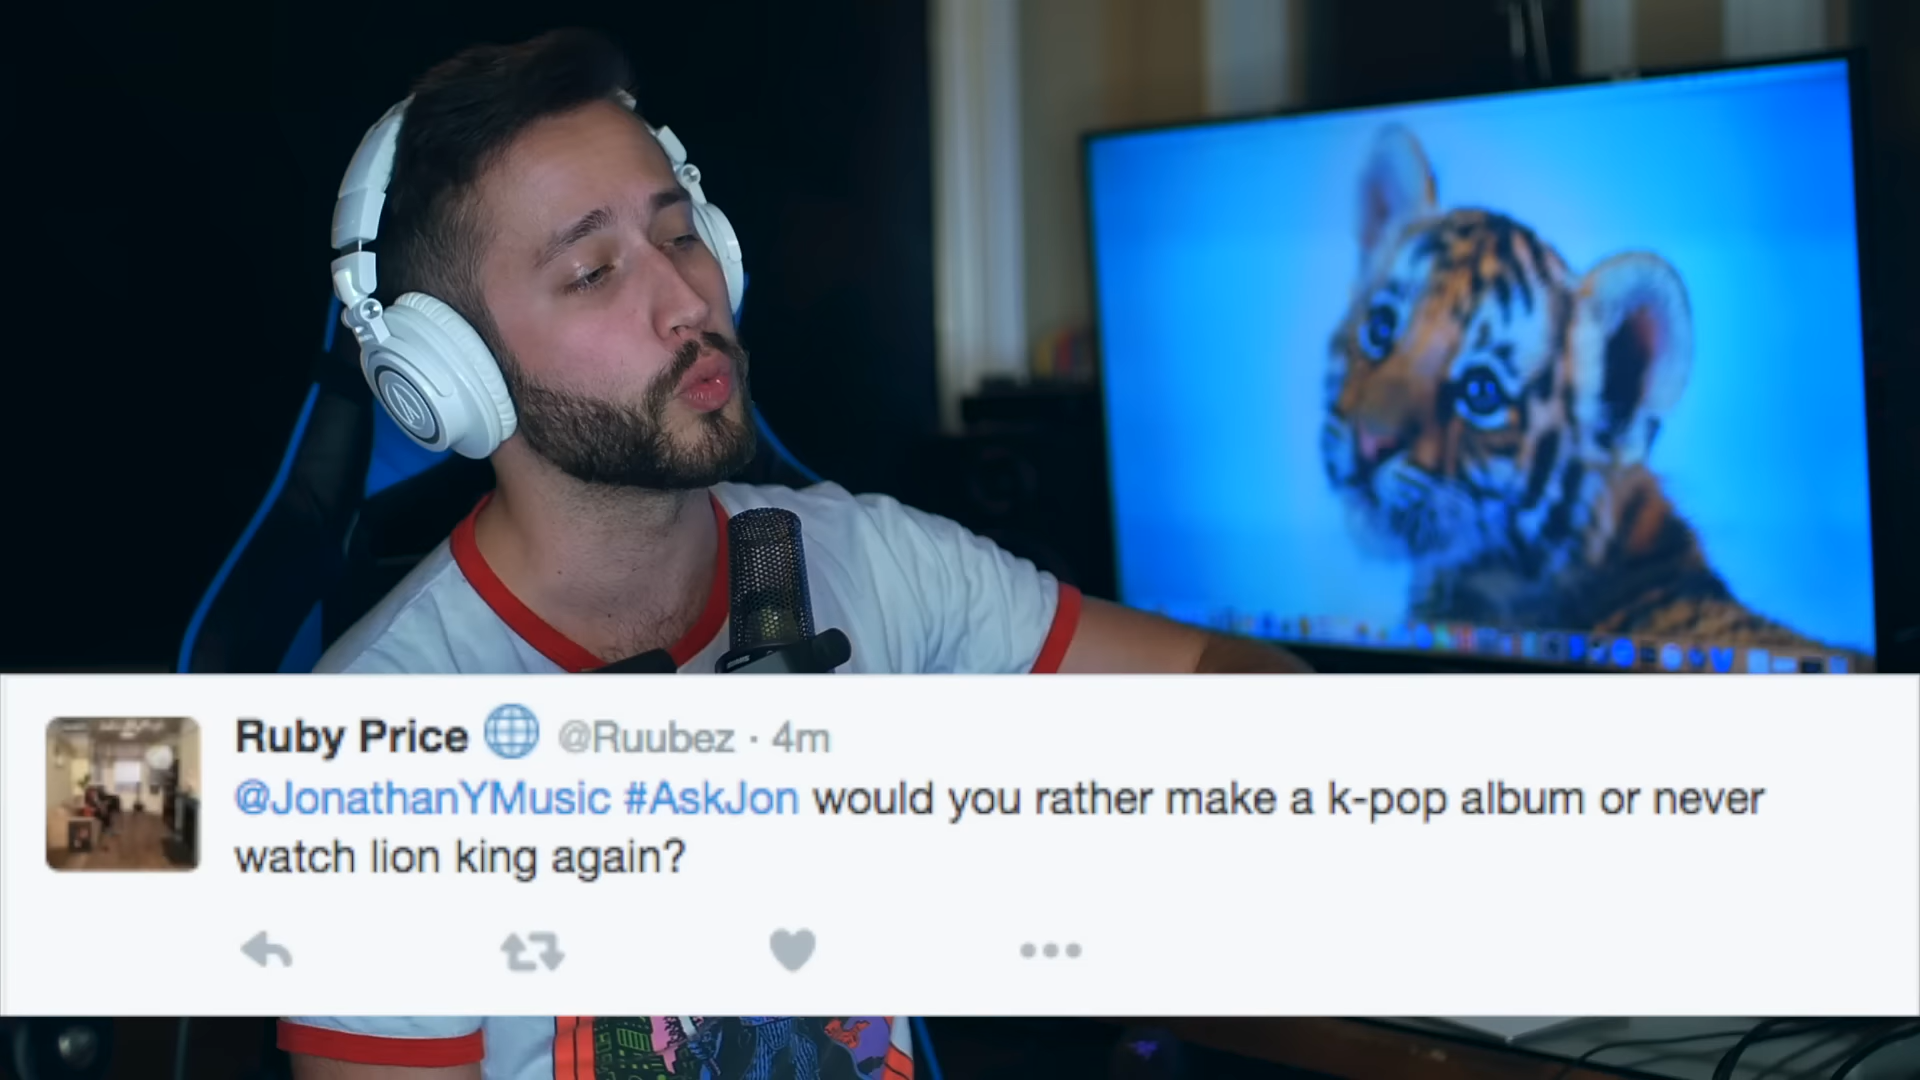 Ruby Price @Ruubez · 4m
@JonathanYMusic #AskJon would you rather make a k-pop album or never
watch lion king again?